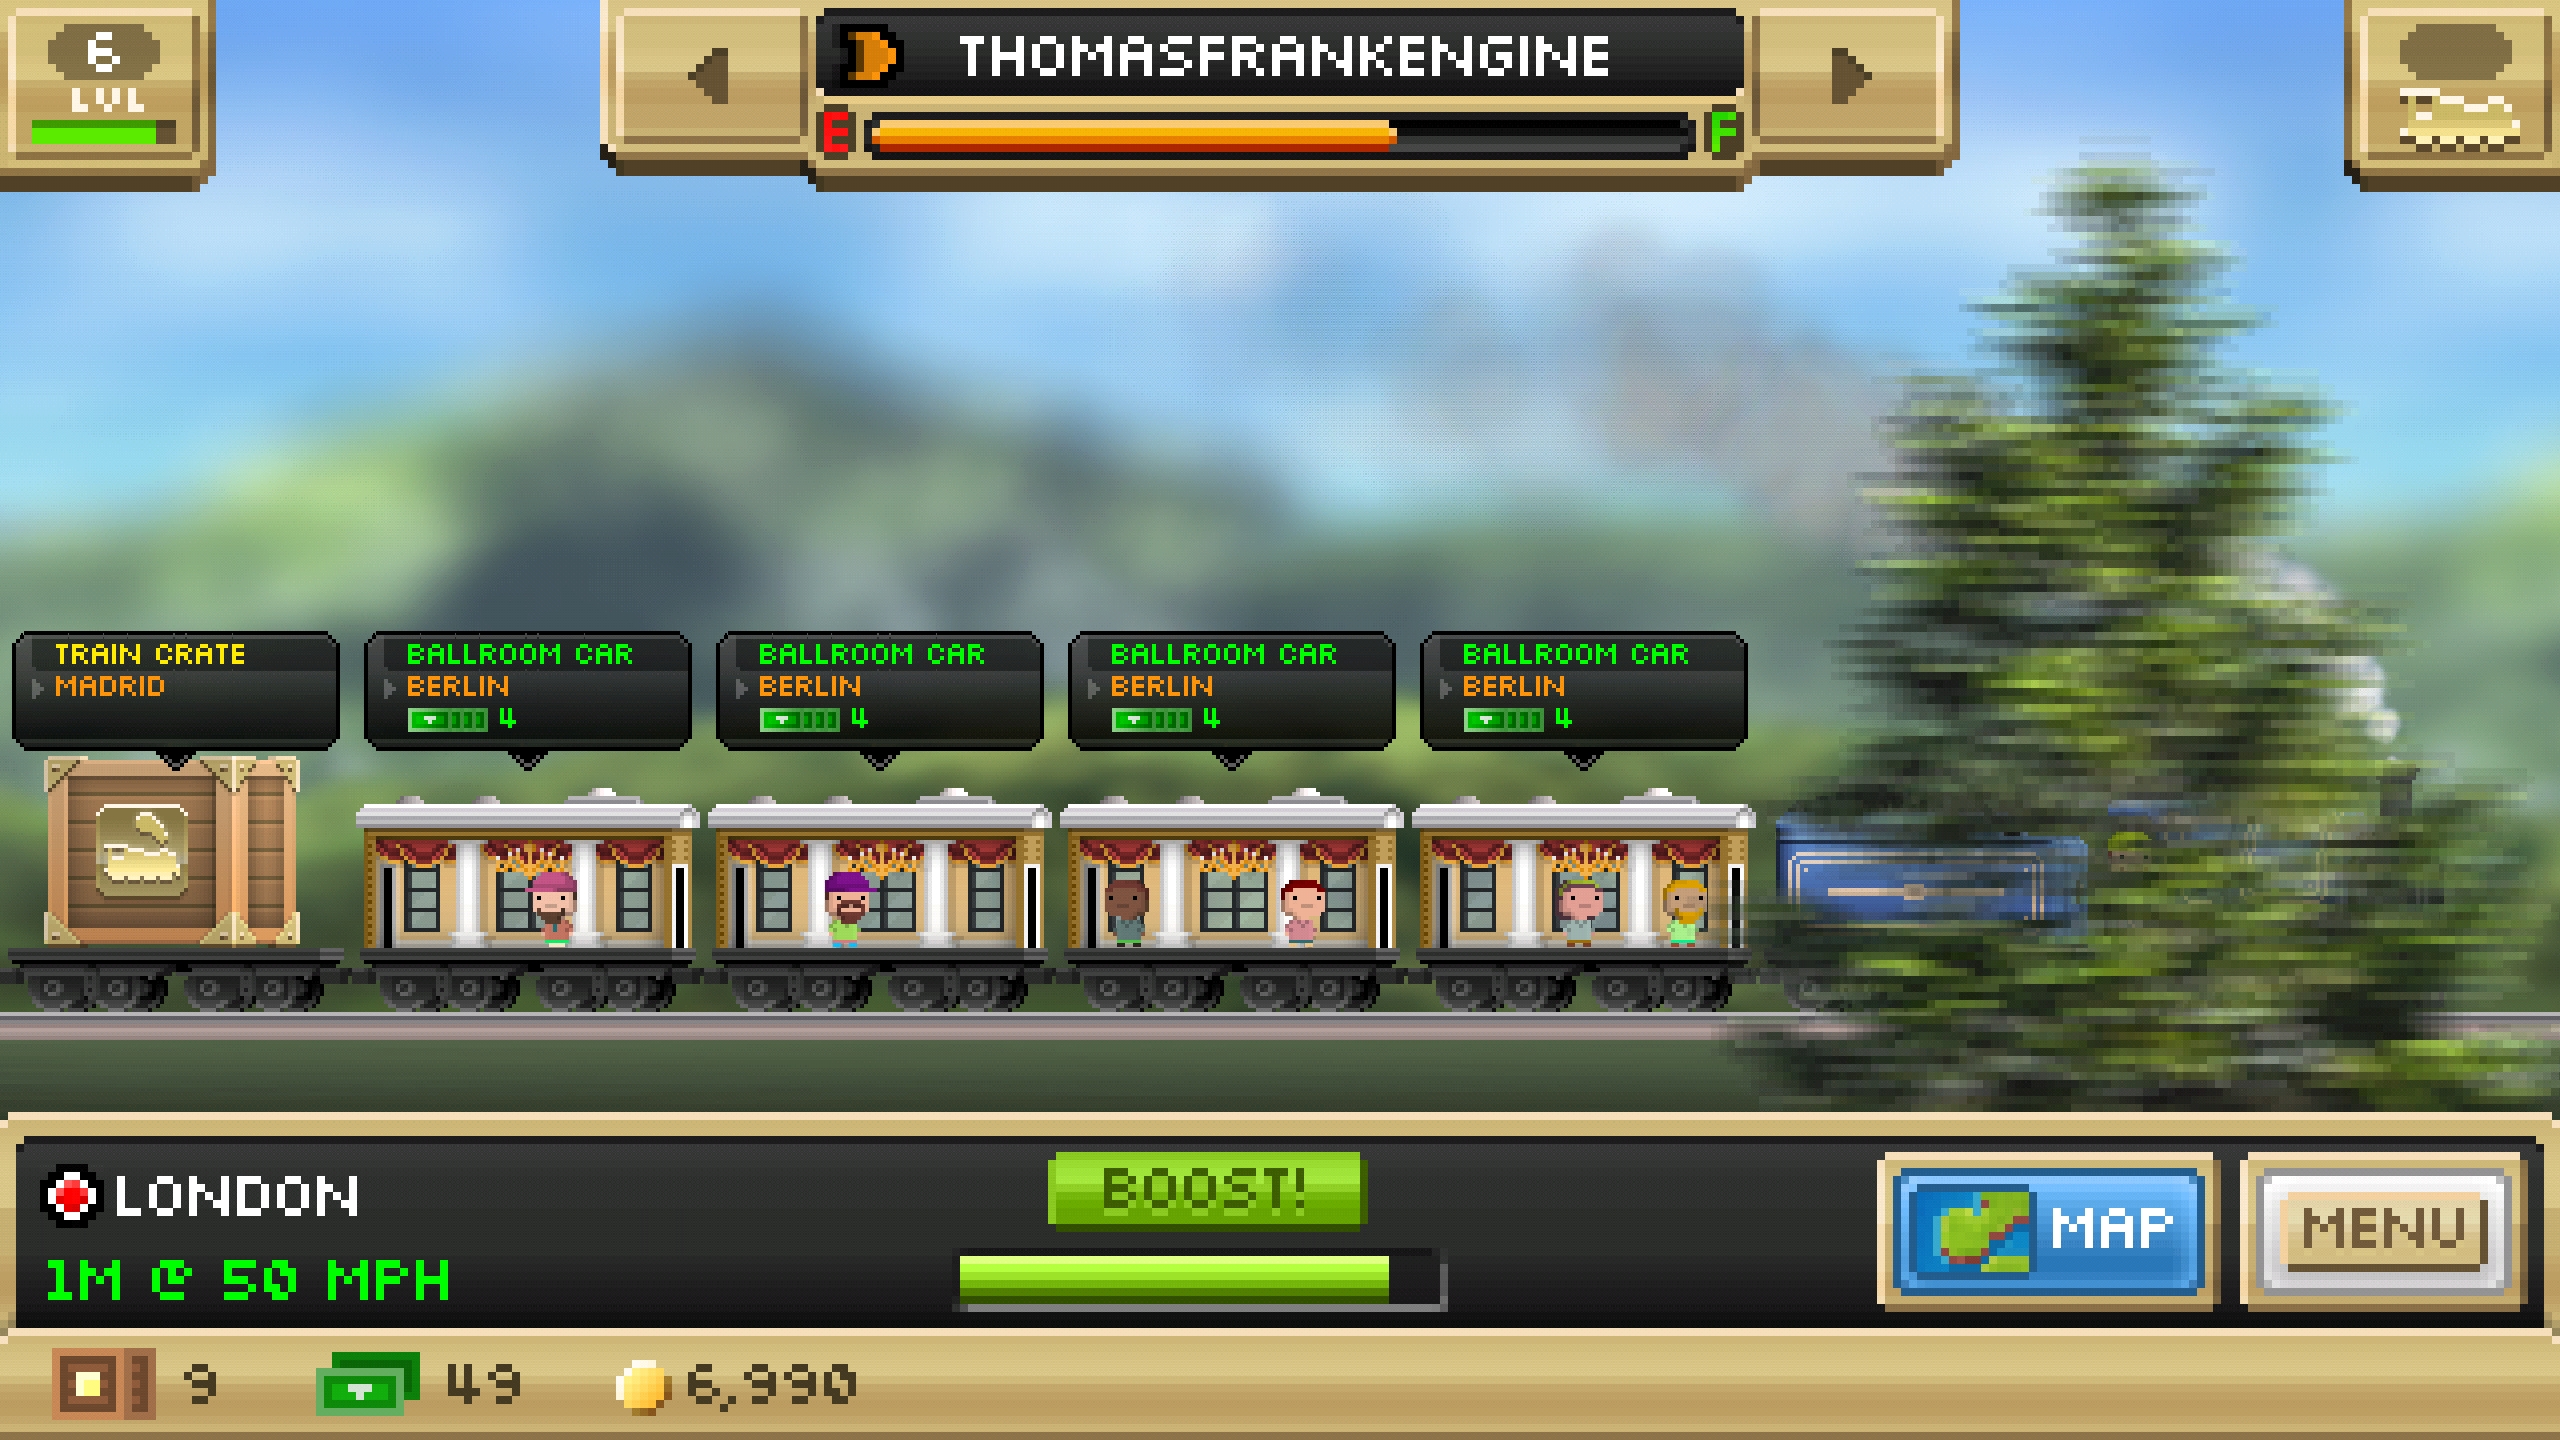 6
LVL
THOMASFRANKENGINE
E
F
TRAIN CRATE
MADRID
BALLROOM CAR
BERLIN
4
BALLROOM CAR
BERLIN
4
BALLROOM CAR
BERLIN
4
BALLROOM CAR
BERLIN
4
LONDON
1M @ 50 MPH
BOOST!
MAP
MENU
9
49
6,990